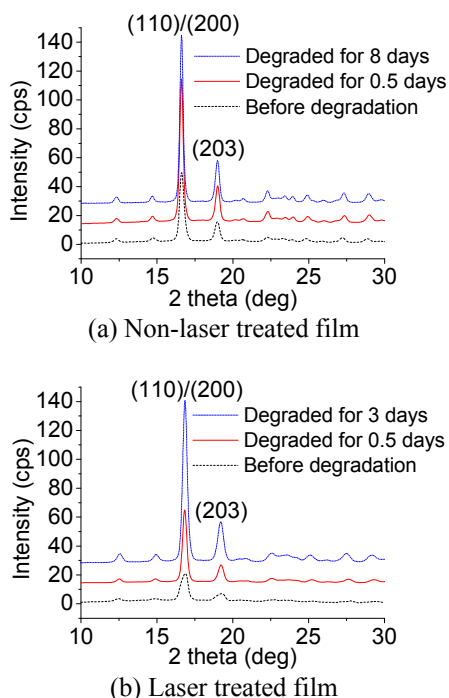 (110)/(200)
Degraded for 8 days
Degraded for 0.5 days
Before degradation
(203)
Intensity (cps)
140
120
100
80
60
40
20
0
10 15 20 25 30
2 theta (deg)
(a) Non-laser treated film
(110)/(200)
Degraded for 3 days
Degraded for 0.5 days
Before degradation
(203)
Intensity (cps)
140
120
100
80
60
40
20
0
10 15 20 25 30
2 theta (deg)
(b) Laser treated film